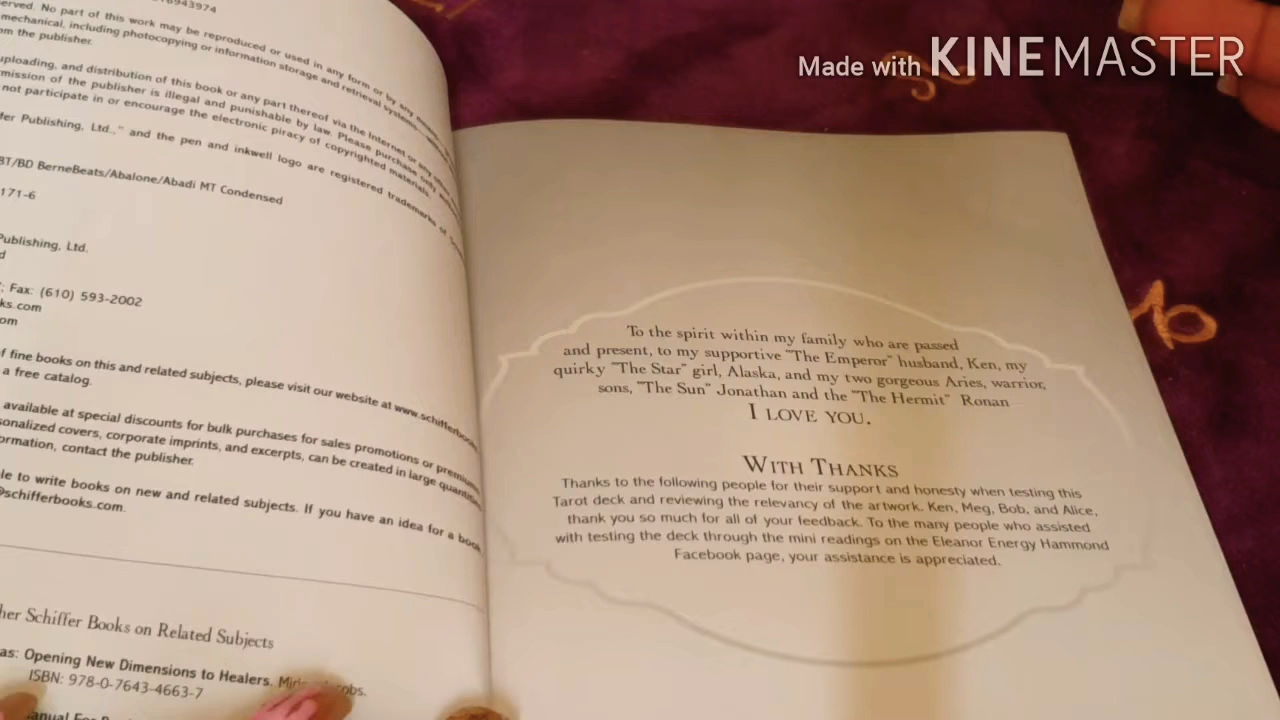 8943974
erved. No part of this work may be reproduced or used in any form or by any means
mechanical, including photocopying or information storage and retrieval systems
om the publisher.
uploading, and distribution of this book or any part thereof via the Internet or any other
mission of the publisher is illegal and punishable by law. Please purchase only
not participate in or encourage the electronic piracy of copyrighted materials.
fer Publishing, Ltd.," and the pen and inkwell logo are registered trademarks of
BT/BD BerneBeats/Abalone/Abadi MT Condensed
171-6
Publishing, Ltd.
d
; Fax: (610) 593-2002
ks.com
om
of fine books on this and related subjects, please visit our website at www.schifferbook
a free catalog.
available at special discounts for bulk purchases for sales promotions or premiums
sonalized covers, corporate imprints, and excerpts, can be created in large quantities
ormation, contact the publisher.
le to write books on new and related subjects. If you have an idea for a book
@schifferbooks.com.
her Schiffer Books on Related Subjects
as: Opening New Dimensions to Healers.
ISBN: 978-0-7643-4663-7
anual For
To the spirit within my family who are passed
and present, to my supportive "The Emperor" husband, Ken, my
quirky "The Star" girl, Alaska, and my two gorgeous Aries, warrior,
sons, "The Sun" Jonathan and the "The Hermit" Ronan
I LOVE YOU.
WITH THANKS
Thanks to the following people for their support and honesty when testing this
Tarot deck and reviewing the relevancy of the artwork. Ken, Meg, Bob, and Alice,
thank you so much for all of your feedback. To the many people who assisted
with testing the deck through the mini readings on the Eleanor Energy Hammond
Facebook page, your assistance is appreciated.
Made with KINEMASTER